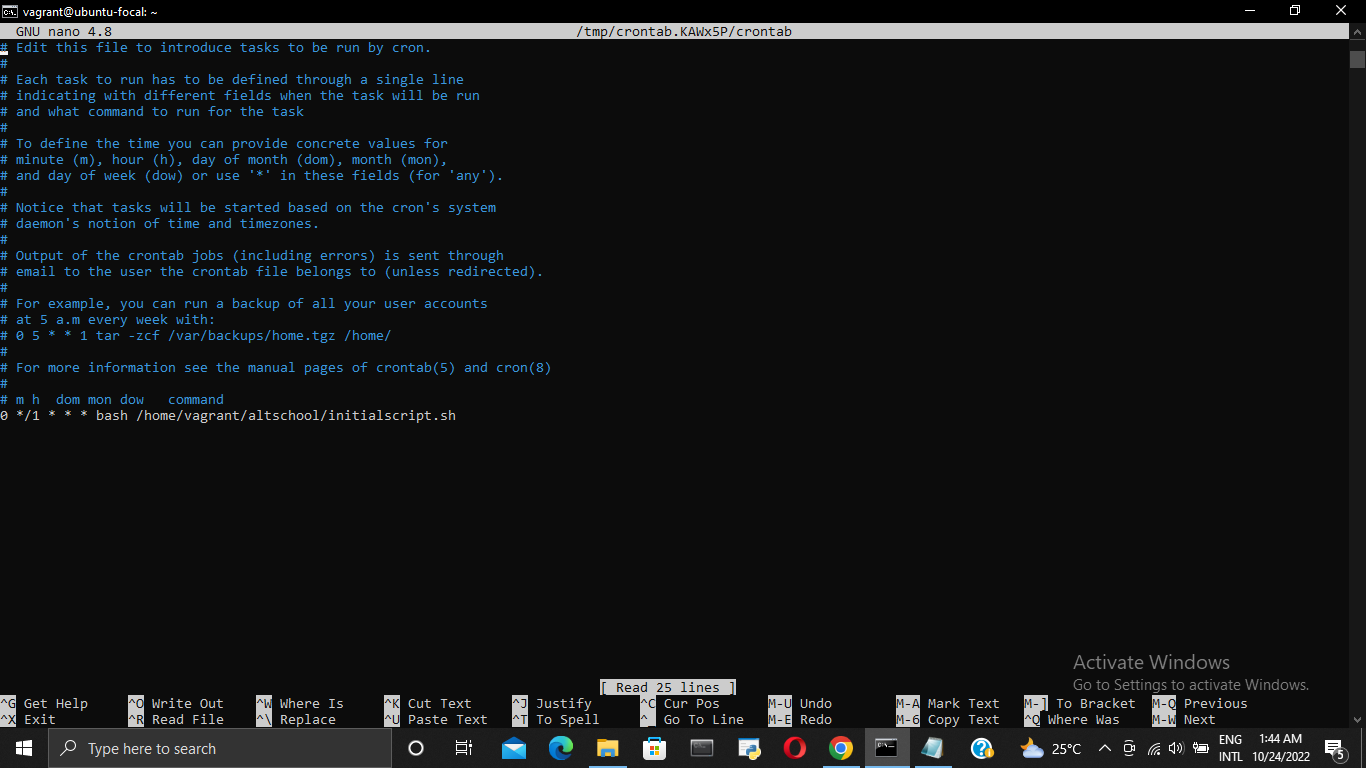 vagrant@ubuntu-focal: ~
GNU nano 4.8 /tmp/crontab.KAWx5P/crontab
# Edit this file to introduce tasks to be run by cron.
#
# Each task to run has to be defined through a single line
# indicating with different fields when the task will be run
# and what command to run for the task
#
# To define the time you can provide concrete values for
# minute (m), hour (h), day of month (dom), month (mon),
# and day of week (dow) or use '*' in these fields (for 'any').
#
# Notice that tasks will be started based on the cron's system
# daemon's notion of time and timezones.
#
# Output of the crontab jobs (including errors) is sent through
# email to the user the crontab file belongs to (unless redirected).
#
# For example, you can run a backup of all your user accounts
# at 5 a.m every week with:
# 0 5 * * 1 tar -zcf /var/backups/home.tgz /home/
#
# For more information see the manual pages of crontab(5) and cron(8)
#
# m h  dom mon dow   command
0 */1 * * * bash /home/vagrant/altschool/initialscript.sh
Activate Windows
Go to Settings to activate Windows.
[ Read 25 lines ]
^G Get Help ^O Write Out ^W Where Is ^K Cut Text ^J Justify ^C Cur Pos M-U Undo M-A Mark Text M-] To Bracket M-Q Previous
^X Exit ^R Read File ^\ Replace ^U Paste Text ^T To Spell ^_ Go To Line M-E Redo M-6 Copy Text ^Q Where Was M-W Next
Type here to search
25°C
ENG
INTL
1:44 AM
10/24/2022
5